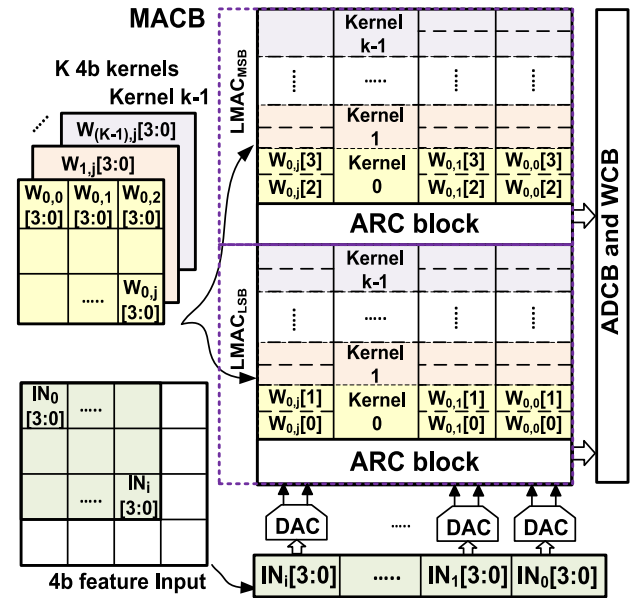 MACB
K 4b kernels
Kernel k-1
W(K-1),j[3:0]
W1,j[3:0]
W0,0 W0,1 W0,2
[3:0] [3:0] [3:0]
..... W0,j
[3:0]
LMACMSB
Kernel
k-1
.....
Kernel
1
W0,j[3] Kernel W0,1[3] W0,0[3]
W0,j[2] 0 W0,1[2] W0,0[2]
ARC block
LMACLSB
Kernel
k-1
.....
Kernel
1
W0,j[1] Kernel W0,1[1] W0,0[1]
W0,j[0] 0 W0,1[0] W0,0[0]
ARC block
ADCB and WCB
IN0 .....
[3:0]
..... INi
[3:0]
4b feature Input
DAC ..... DAC DAC
INi[3:0] ..... IN1[3:0] IN0[3:0]